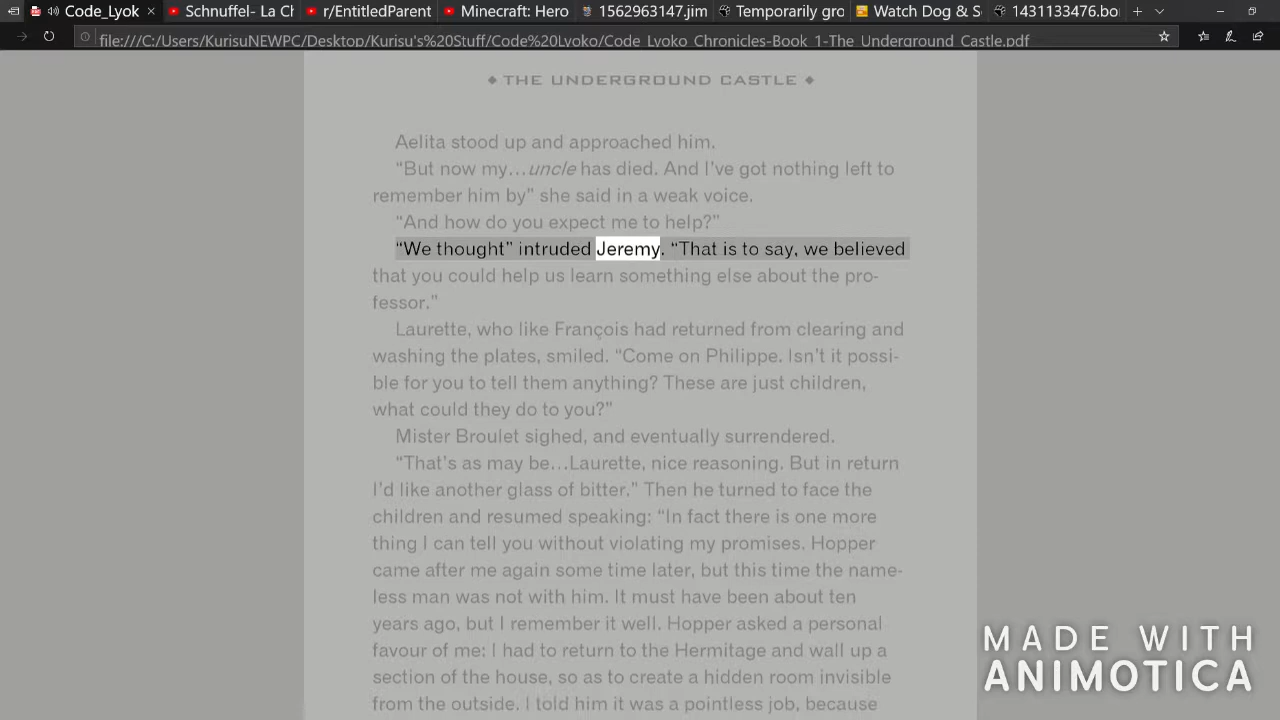 Code_Lyok
Schnuffel- La Ch
r/EntitledParent
Minecraft: Hero
1562963147.jim
Temporarily gro
Watch Dog & S
1431133476.bo
file:///C:/Users/KurisuNEWPC/Desktop/Kurisu's%20Stuff/Code%20Lyoko/Code_Lyoko_Chronicles-Book_1-The_Underground_Castle.pdf
◆ THE UNDERGROUND CASTLE ◆
Aelita stood up and approached him.
“But now my…uncle has died. And I’ve got nothing left to
remember him by” she said in a weak voice.
“And how do you expect me to help?”
“We thought” intruded Jeremy. “That is to say, we believed
that you could help us learn something else about the pro-
fessor.”
Laurette, who like François had returned from clearing and
washing the plates, smiled. “Come on Philippe. Isn’t it possi-
ble for you to tell them anything? These are just children,
what could they do to you?”
Mister Broulet sighed, and eventually surrendered.
“That’s as may be…Laurette, nice reasoning. But in return
I’d like another glass of bitter.” Then he turned to face the
children and resumed speaking: “In fact there is one more
thing I can tell you without violating my promises. Hopper
came after me again some time later, but this time the name-
less man was not with him. It must have been about ten
years ago, but I remember it well. Hopper asked a personal
favour of me: I had to return to the Hermitage and wall up a
section of the house, so as to create a hidden room invisible
from the outside. I told him it was a pointless job, because
MADE WITH
ANIMOTICA